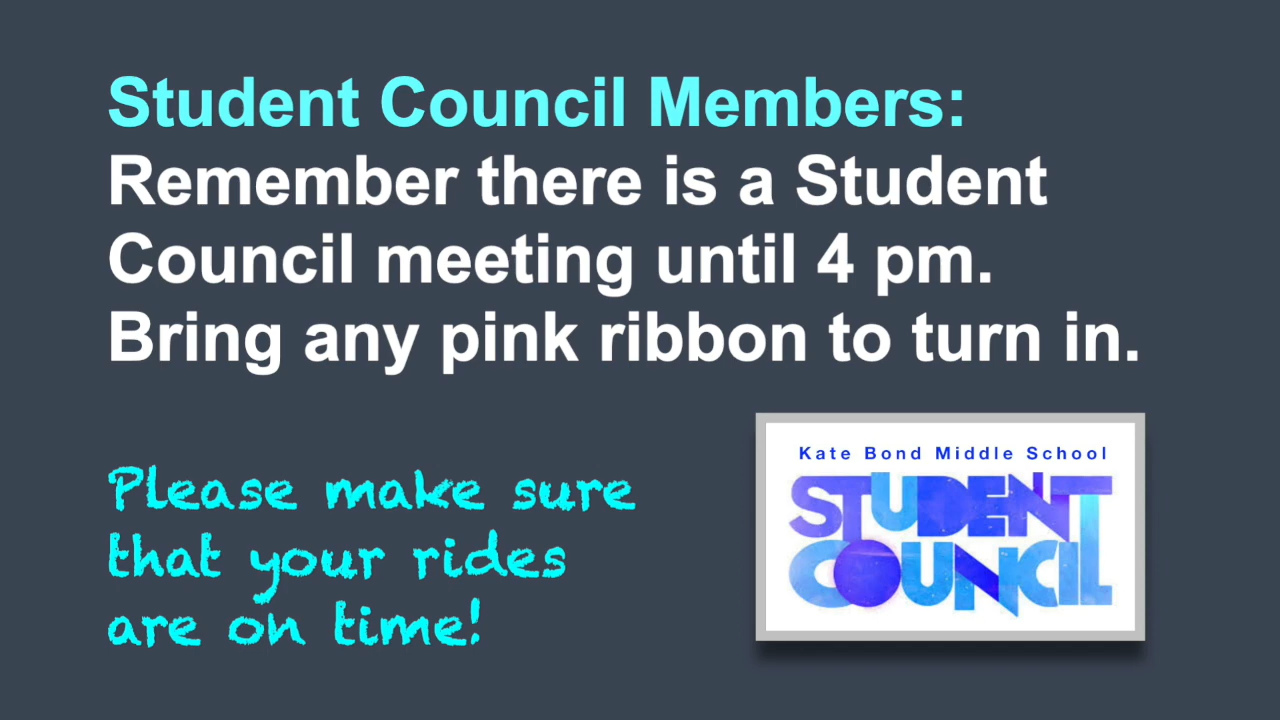 Student Council Members:
Remember there is a Student
Council meeting until 4 pm.
Bring any pink ribbon to turn in.
Please make sure
that your rides
are on time!
Kate Bond Middle School
STUDENT
COUNCIL